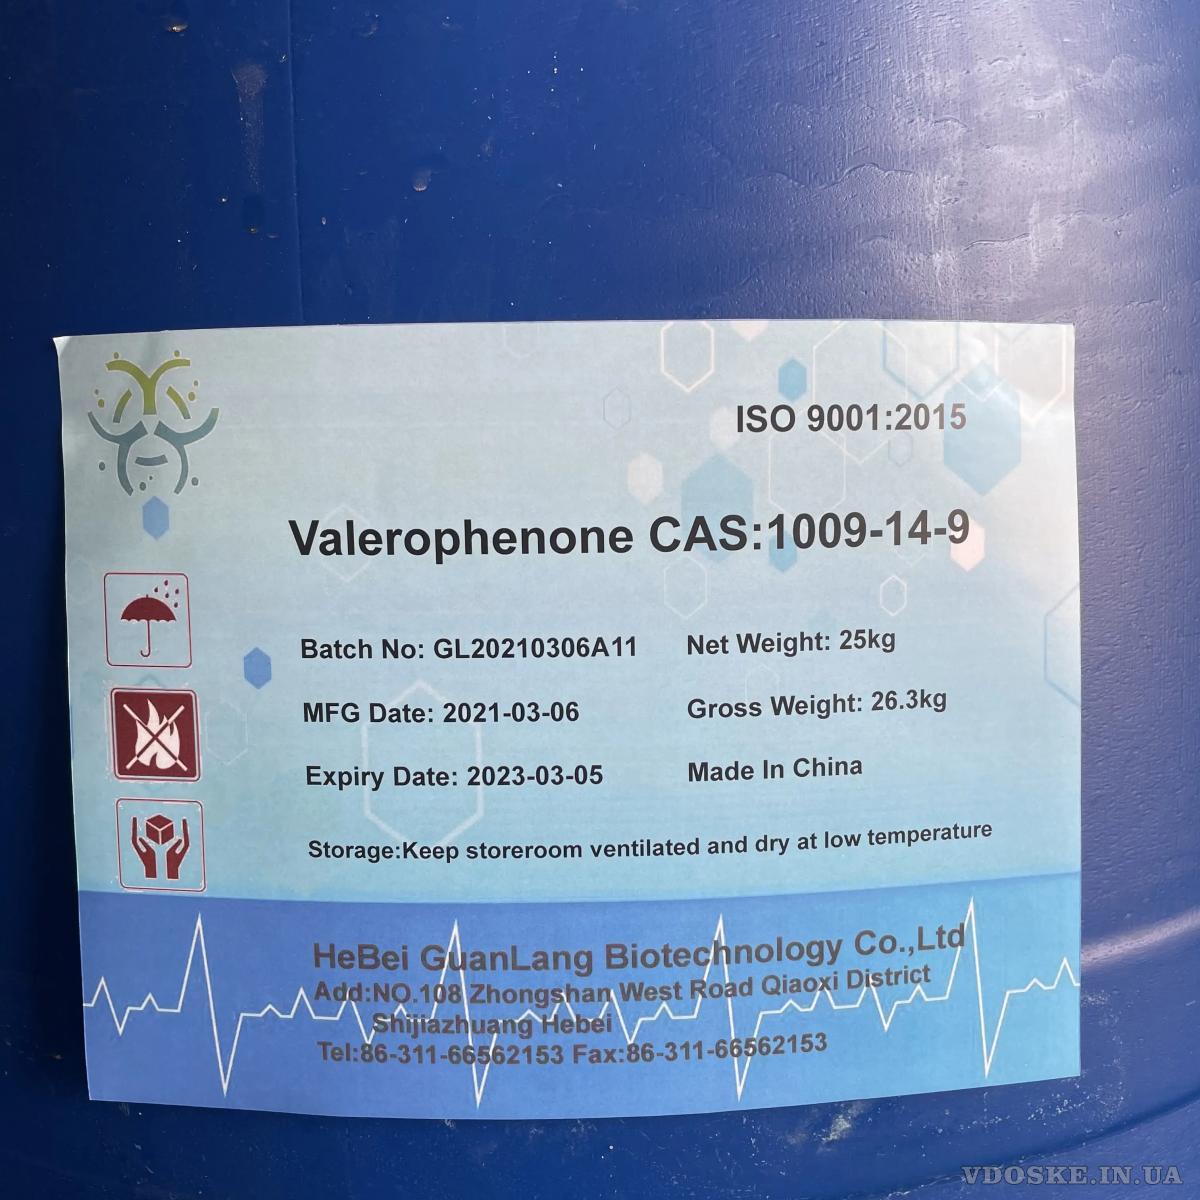 ISO 9001:2015
Valerophenone CAS:1009-14-9
Batch No: GL20210306A11
Net Weight: 25kg
MFG Date: 2021-03-06
Gross Weight: 26.3kg
Expiry Date: 2023-03-05
Made In China
Storage:Keep storeroom ventilated and dry at low temperature
HeBei GuanLang Biotechnology Co.,Ltd
Add:NO.108 Zhongshan West Road Qiaoxi District
Shijiazhuang Hebei
Tel:86-311-66562153 Fax:86-311-66562153
VDOSKE.IN.UA